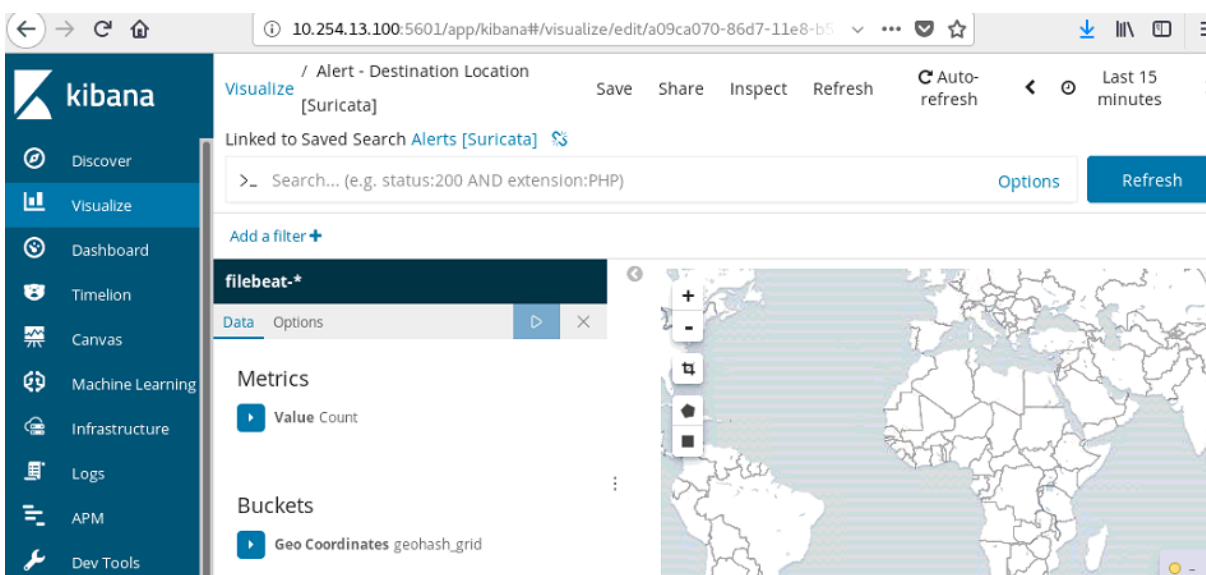 10.254.13.100:5601/app/kibana#/visualize/edit/a09ca070-86d7-11e8-b5
kibana
Discover
Visualize
Dashboard
Timelion
Canvas
Machine Learning
Infrastructure
Logs
APM
Dev Tools
Visualize / Alert - Destination Location
[Suricata]
Save Share Inspect Refresh Auto-
refresh
Last 15
minutes
Linked to Saved Search Alerts [Suricata]
>_ Search... (e.g. status:200 AND extension:PHP) Options Refresh
Add a filter +
filebeat-*
Data Options
Metrics
Value Count
Buckets
Geo Coordinates geohash_grid
+
-